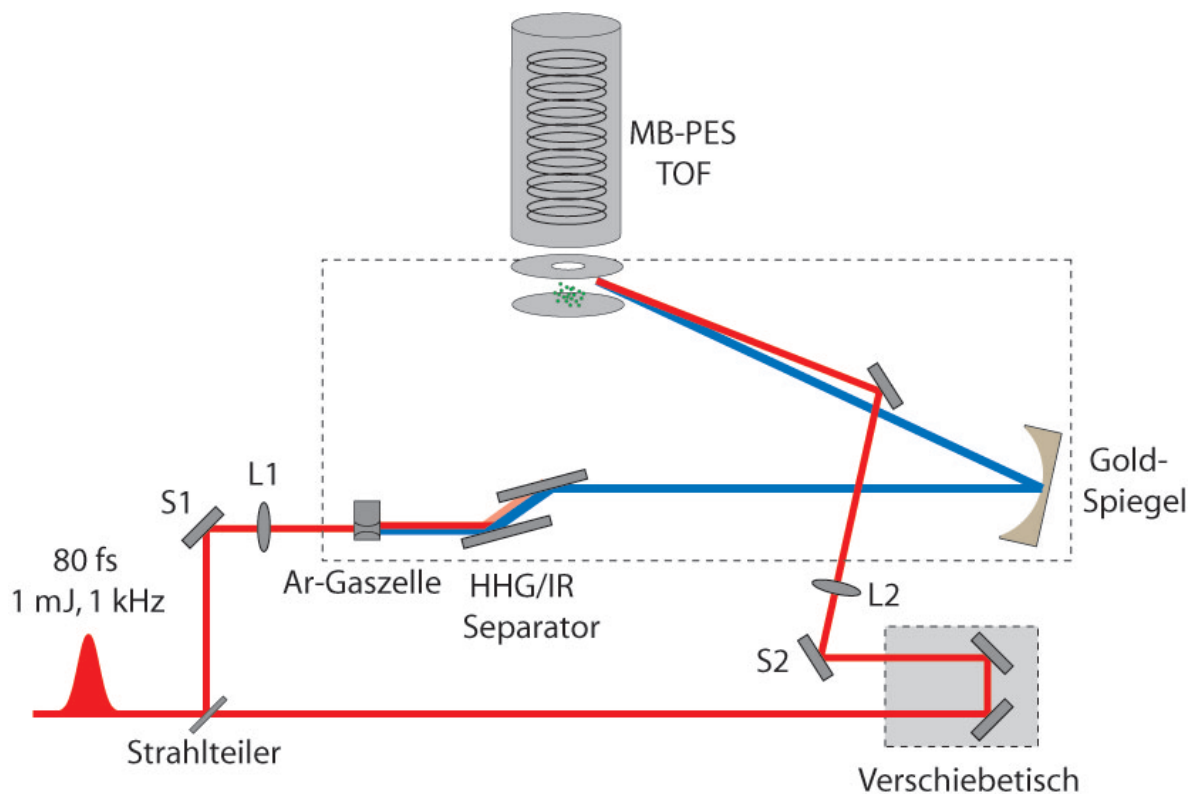 MB-PES
TOF
Gold-
Spiegel
L1
S1
80 fs
1 mJ, 1 kHz
Ar-Gaszelle
HHG/IR
Separator
L2
S2
Strahlteiler
Verschiebetisch